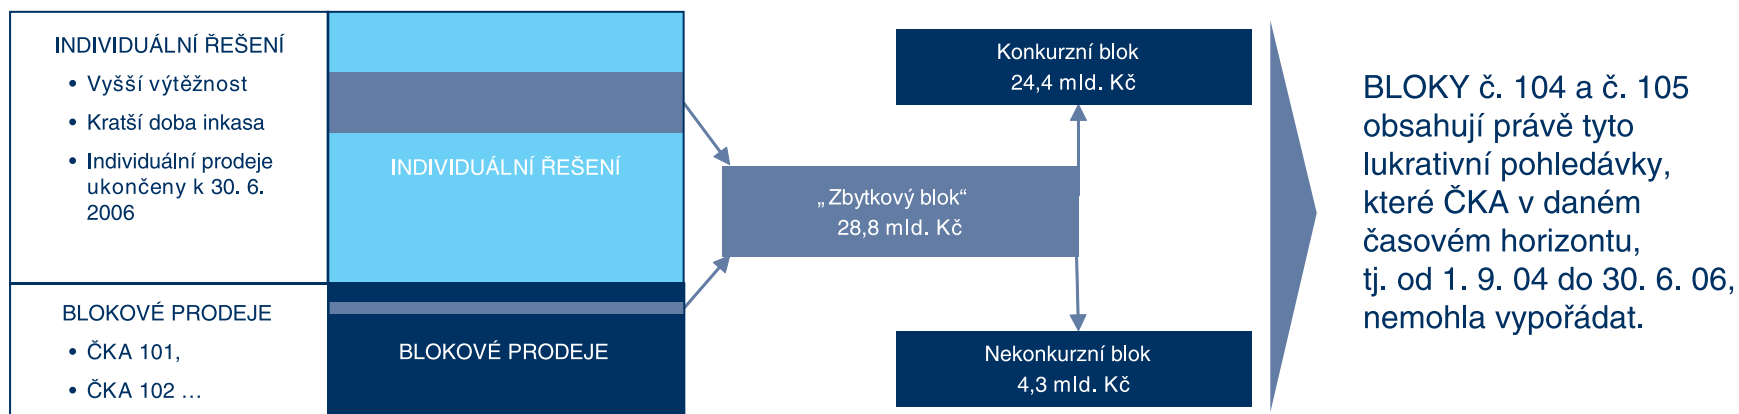 INDIVIDUÁLNÍ ŘEŠENÍ
• Vyšší výtěžnost
• Kratší doba inkasa
• Individuální prodeje
ukončeny k 30. 6.
2006
BLOKOVÉ PRODEJE
• ČKA 101,
• ČKA 102 …
INDIVIDUÁLNÍ ŘEŠENÍ
BLOKOVÉ PRODEJE
„Zbytkový blok“
28,8 mld. Kč
Konkurzní blok
24,4 mld. Kč
Nekonkurzní blok
4,3 mld. Kč
BLOKY č. 104 a č. 105
obsahují právě tyto
lukrativní pohledávky,
které ČKA v daném
časovém horizontu,
tj. od 1. 9. 04 do 30. 6. 06,
nemohla vypořádat.